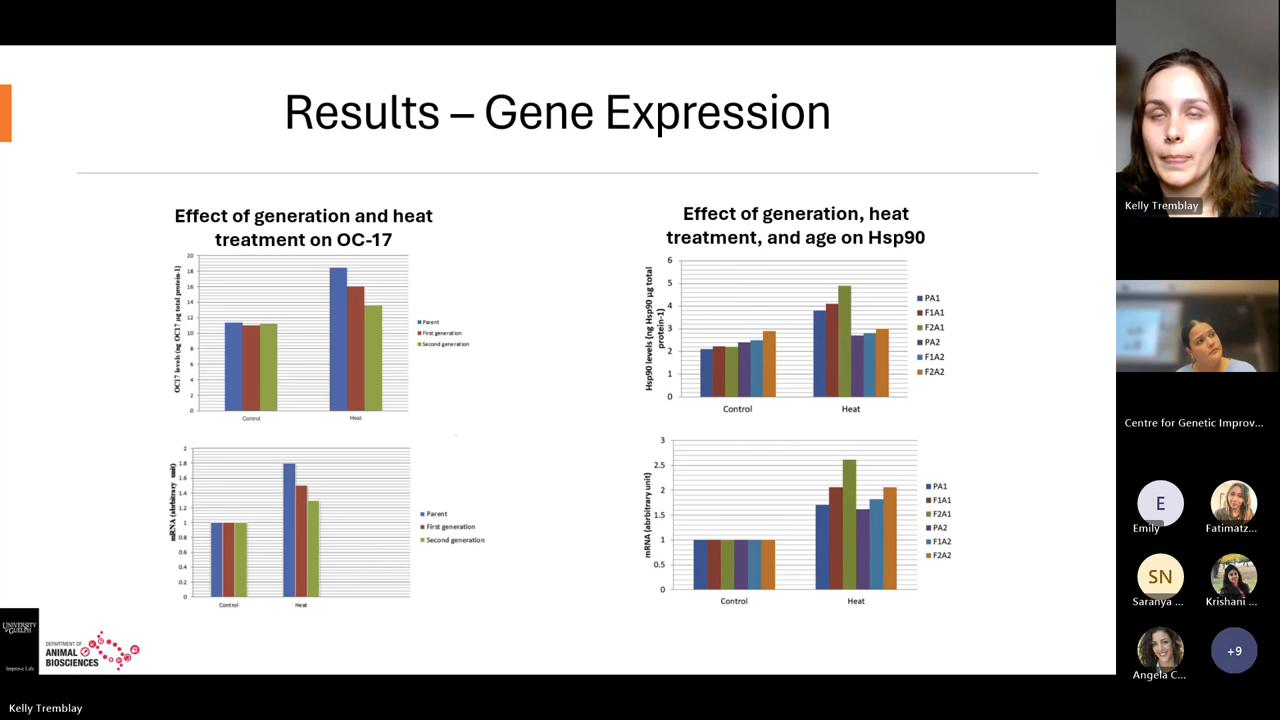 Results – Gene Expression
Effect of generation and heat
treatment on OC-17
OC17 levels (ng OC17 µg total protein-1)
20
18
16
14
12
10
8
6
4
2
0
Control
Heat
Parent
First generation
Second generation
Effect of generation, heat
treatment, and age on Hsp90
Hsp90 levels (ng Hsp90 µg total
protein-1)
6
5
4
3
2
1
0
Control
Heat
PA1
F1A1
F2A1
PA2
F1A2
F2A2
mRNA (abrbitrary unit)
2
1.8
1.6
1.4
1.2
1
0.8
0.6
0.4
0.2
0
Control
Heat
Parent
First generation
Second generation
mRNA (abrbitrary unit)
3
2.5
2
1.5
1
0.5
0
Control
Heat
PA1
F1A1
F2A1
PA2
F1A2
F2A2
UNIVERSITY
OF GUELPH
Improve Life
DEPARTMENT OF
ANIMAL
BIOSCIENCES
Kelly Tremblay
Kelly Tremblay
Centre for Genetic Improv...
E
Emily
Fatimatz...
SN
Saranya ...
Krishani ...
Angela C...
+9